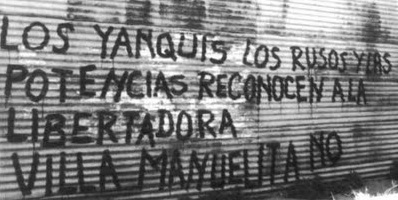 LOS YANQUIS LOS RUSOS Y LAS
POTENCIAS RECONOCEN A LA
LIBERTADORA
VILLA MANUELITA NO